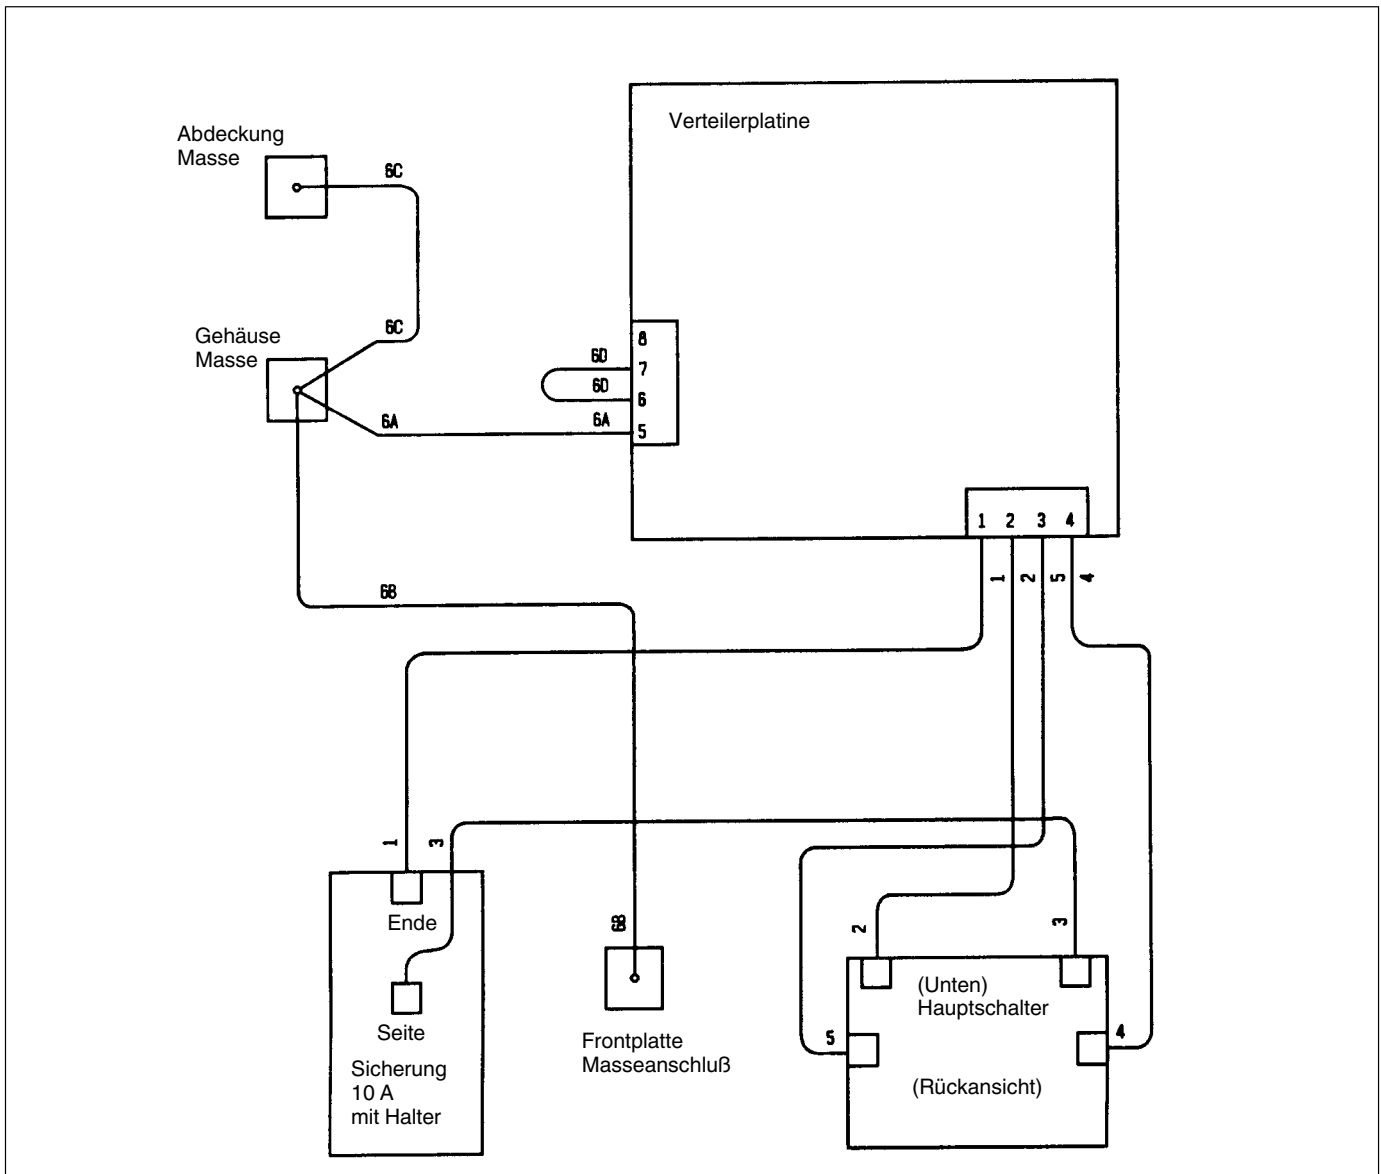 Verteilerplatine
Abdeckung
Masse
6C
6C
Gehäuse
Masse
8
6D
7
6D
6
6A
6A
5
1 2 3 4
1 2 5 4
6B
1 3
Ende
Seite
Sicherung
10 A
mit Halter
6B
Frontplatte
Masseanschluß
2
3
(Unten)
Hauptschalter
5
4
(Rückansicht)